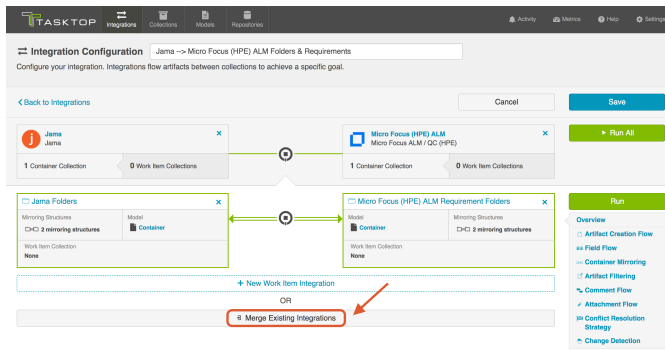 TASKTOP
Integrations
Collections
Models
Repositories
Activity
Metrics
Help
Settings
Integration Configuration
Jama --> Micro Focus (HPE) ALM Folders & Requirements
Configure your integration. Integrations flow artifacts between collections to achieve a specific goal.
Back to Integrations
Cancel
Save
Jama
Jama
Micro Focus (HPE) ALM
Micro Focus ALM / QC (HPE)
Run All
1 Container Collection
0 Work Item Collections
1 Container Collection
0 Work Item Collections
Jama Folders
Micro Focus (HPE) ALM Requirement Folders
Run
Mirroring Structures
Model
Model
Mirroring Structures
2 mirroring structures
Container
Container
2 mirroring structures
Work Item Collection
None
Work Item Collection
None
Overview
Artifact Creation Flow
Field Flow
Container Mirroring
Artifact Filtering
Comment Flow
Attachment Flow
Conflict Resolution
Strategy
Change Detection
+ New Work Item Integration
OR
Merge Existing Integrations